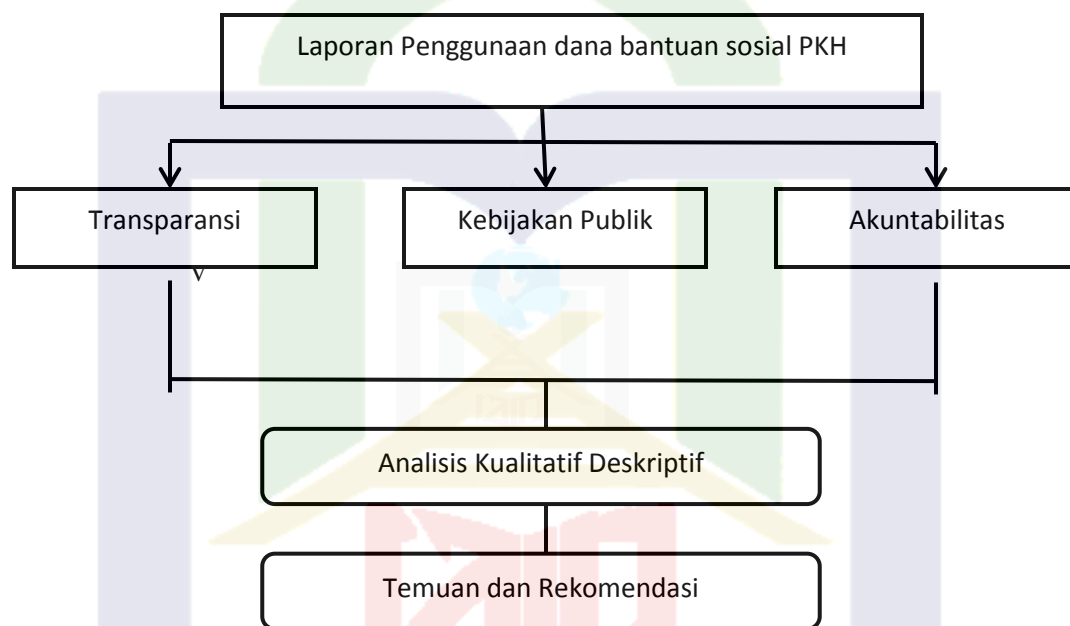 Laporan Penggunaan dana bantuan sosial PKH
Transparansi
Kebijakan Publik
Akuntabilitas
V
Analisis Kualitatif Deskriptif
Temuan dan Rekomendasi